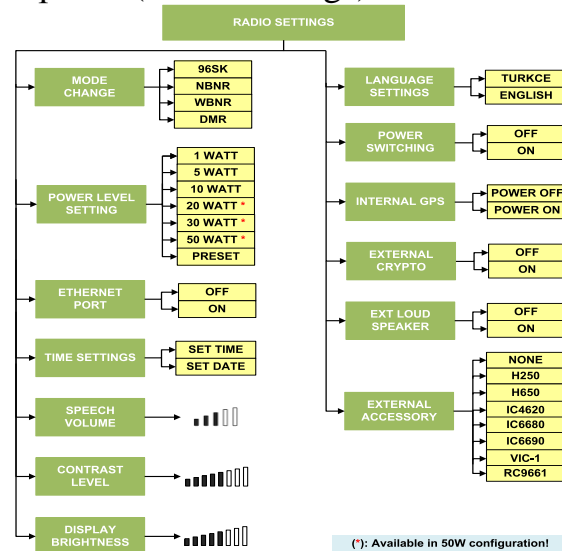 RADIO SETTINGS
MODE
CHANGE
96SK
NBNR
WBNR
DMR
POWER LEVEL
SETTING
1 WATT
5 WATT
10 WATT
20 WATT *
30 WATT *
50 WATT *
PRESET
ETHERNET
PORT
OFF
ON
TIME SETTINGS
SET TIME
SET DATE
SPEECH
VOLUME
CONTRAST
LEVEL
DISPLAY
BRIGHTNESS
LANGUAGE
SETTINGS
TURKCE
ENGLISH
POWER
SWITCHING
OFF
ON
INTERNAL GPS
POWER OFF
POWER ON
EXTERNAL
CRYPTO
OFF
ON
EXT LOUD
SPEAKER
OFF
ON
EXTERNAL
ACCESSORY
NONE
H250
H650
IC4620
IC6680
IC6690
VIC-1
RC9661
(*): Available in 50W configuration!